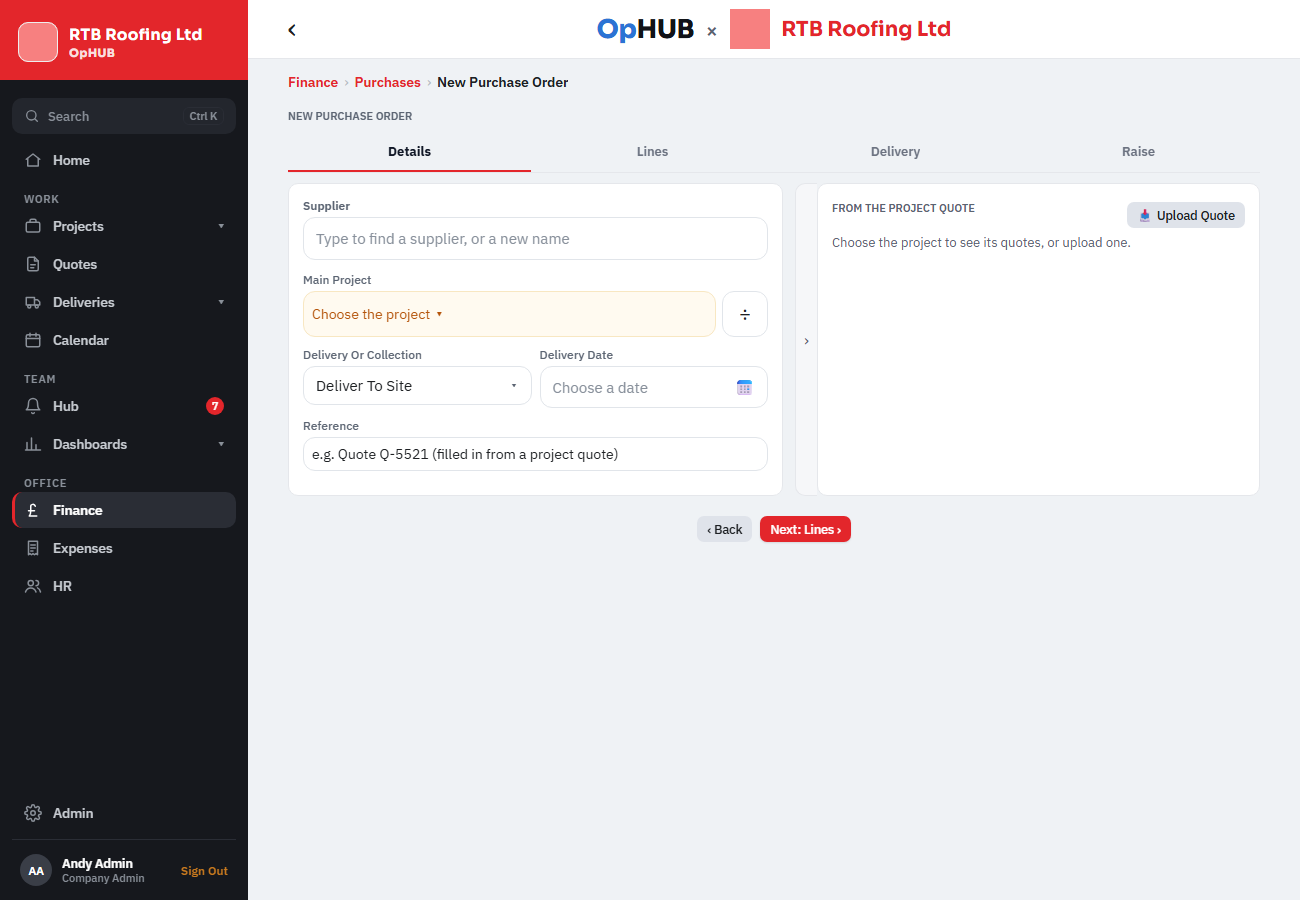 RTB Roofing Ltd
OpHUB
Search Ctrl K
Home
WORK
Projects
Quotes
Deliveries
Calendar
TEAM
Hub 7
Dashboards
OFFICE
£ Finance
Expenses
HR
Admin
AA Andy Admin
Company Admin
Sign Out
OpHUB × RTB Roofing Ltd
Finance › Purchases › New Purchase Order
NEW PURCHASE ORDER
Details Lines Delivery Raise
Supplier
Type to find a supplier, or a new name
Main Project
Choose the project ÷
Delivery Or Collection Delivery Date
Deliver To Site Choose a date
Reference
e.g. Quote Q-5521 (filled in from a project quote)
FROM THE PROJECT QUOTE
Upload Quote
Choose the project to see its quotes, or upload one.
‹ Back Next: Lines ›